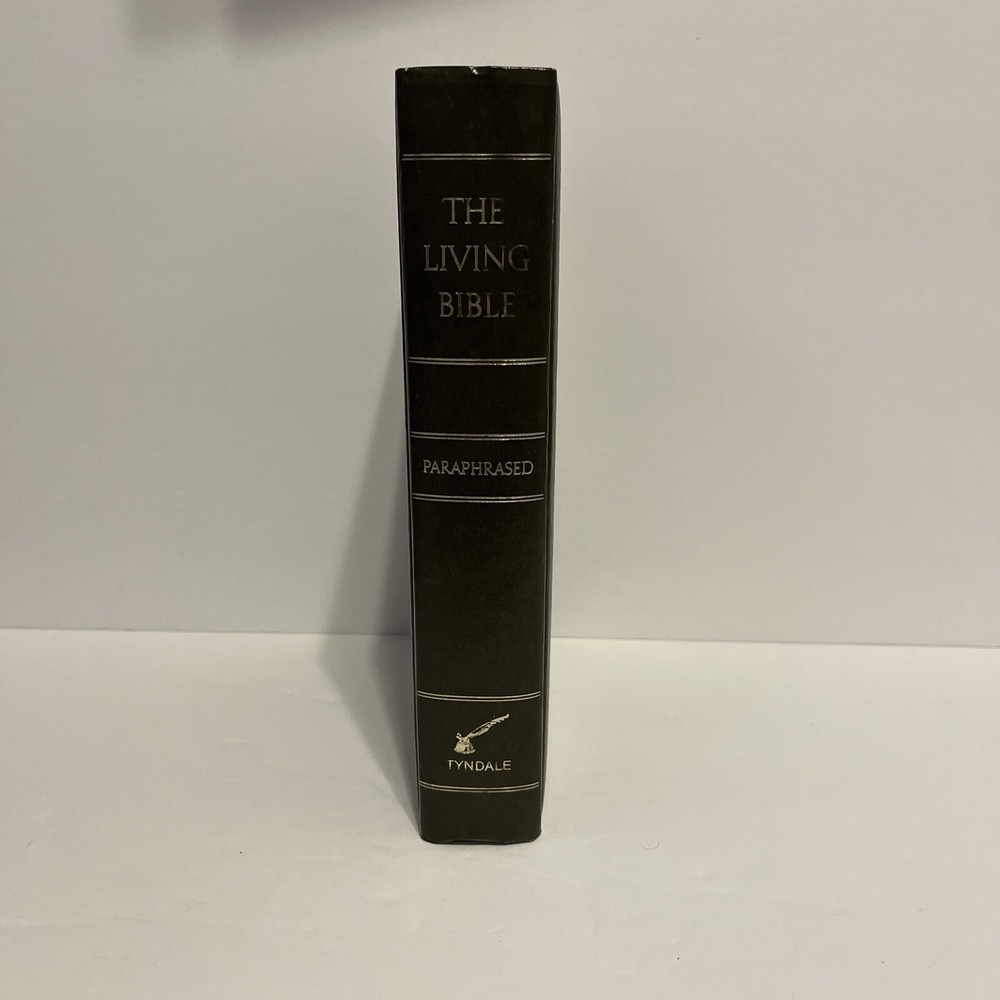 THE
LIVING
BIBLE
PARAPHRASED
TYNDALE